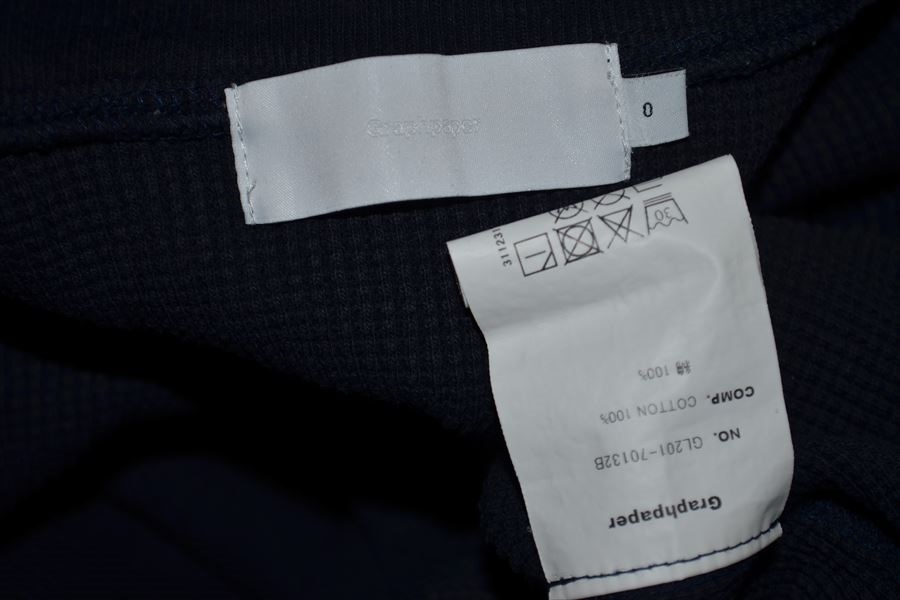 Graphpaper
0
Graphpaper
NO. GL201-70132B
COMP. COTTON 100%
綿 100%
30
311231